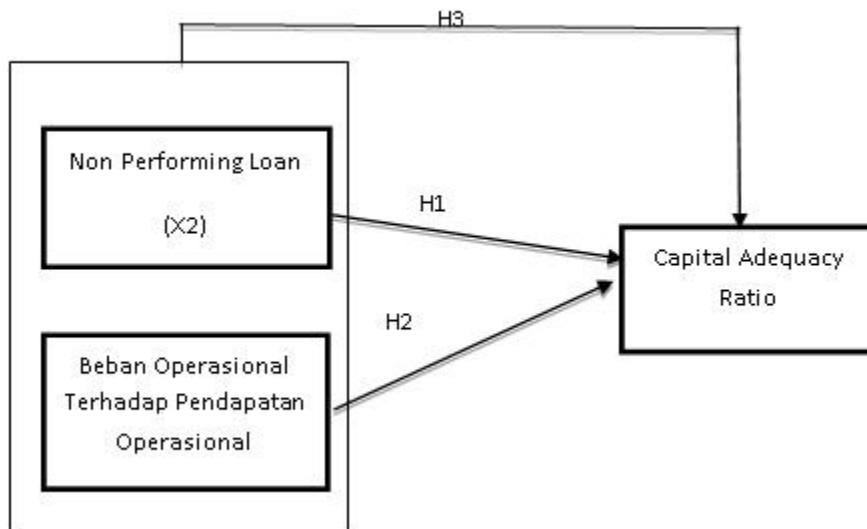 H3
Non Performing Loan
(X2)
H1
Capital Adequacy
Ratio
H2
Beban Operasional
Terhadap Pendapatan
Operasional